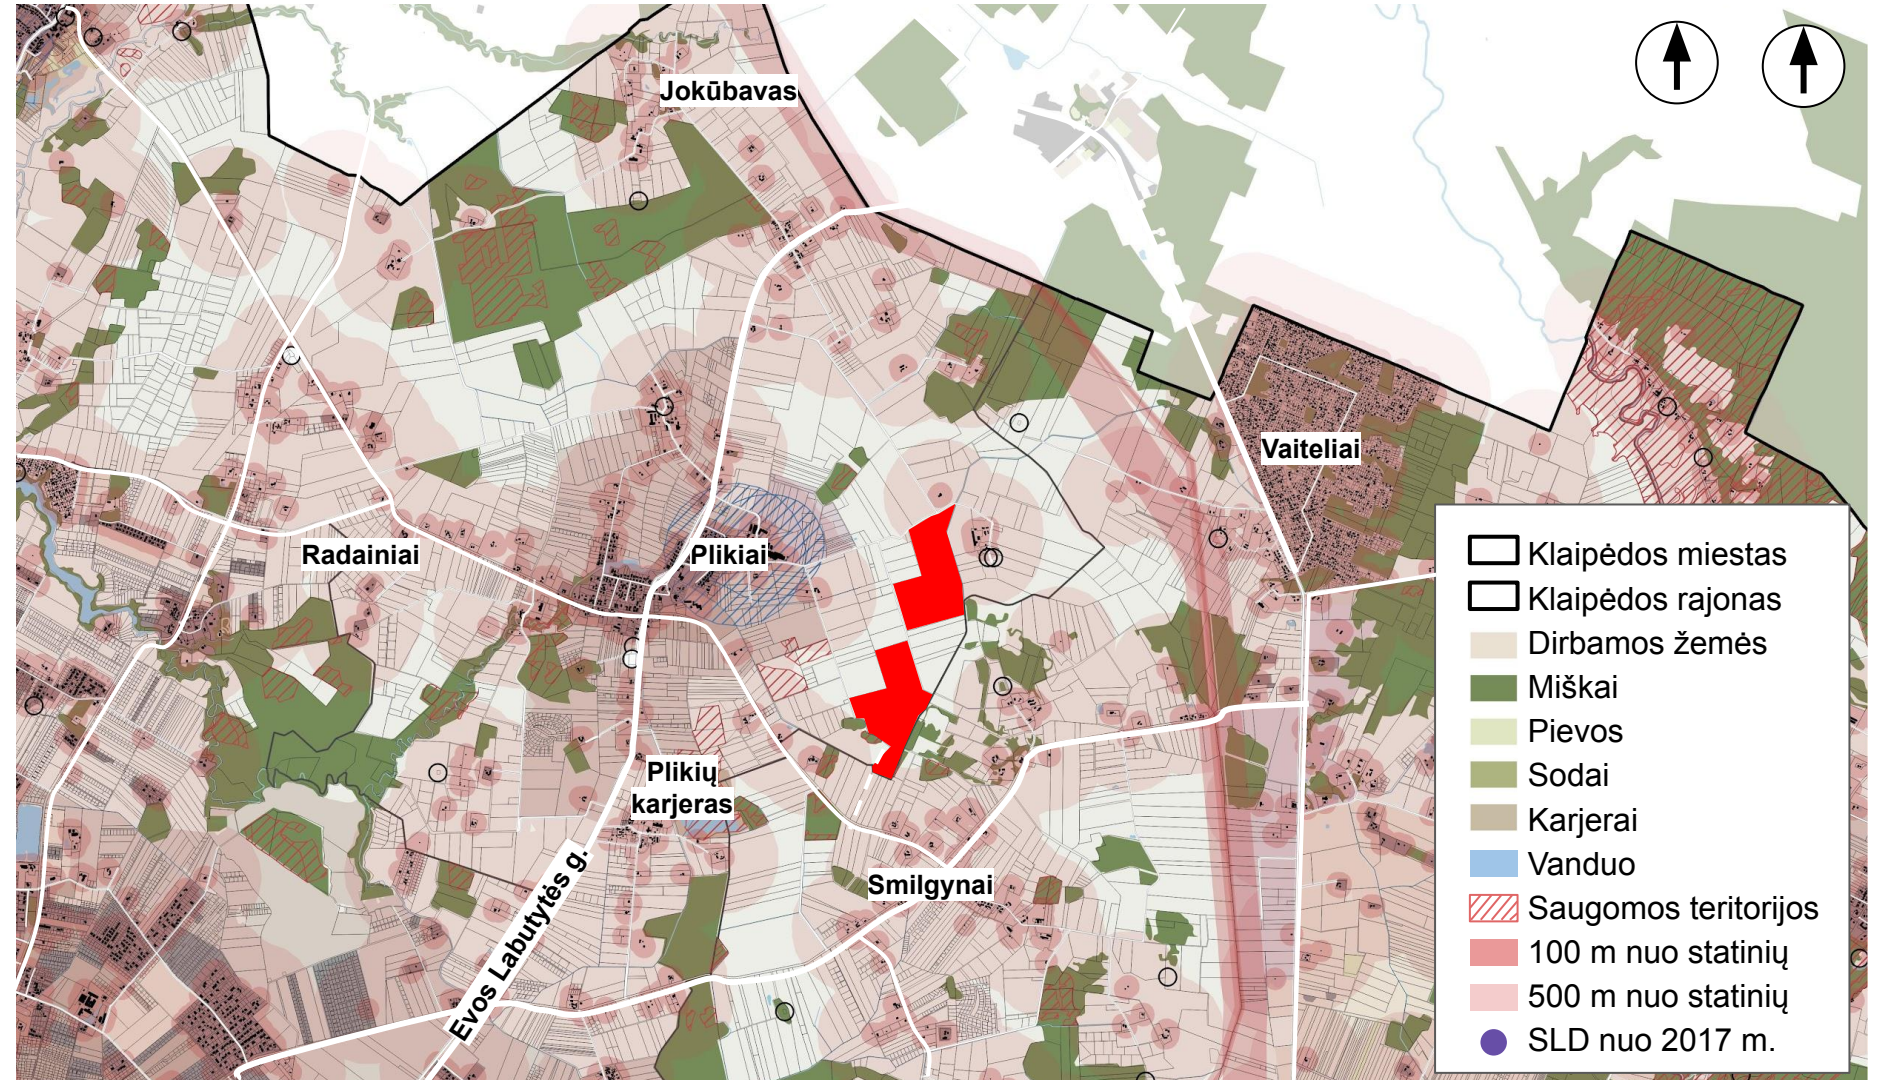 Jokūbavas
Vaiteliai
Radainiai
Plikiai
Plikių
karjeras
Smilgynai
Evos Labutytės g.
Klaipėdos miestas
Klaipėdos rajonas
Dirbamos žemės
Miškai
Pievos
Sodai
Karjerai
Vanduo
Saugomos teritorijos
100 m nuo statinių
500 m nuo statinių
SLD nuo 2017 m.